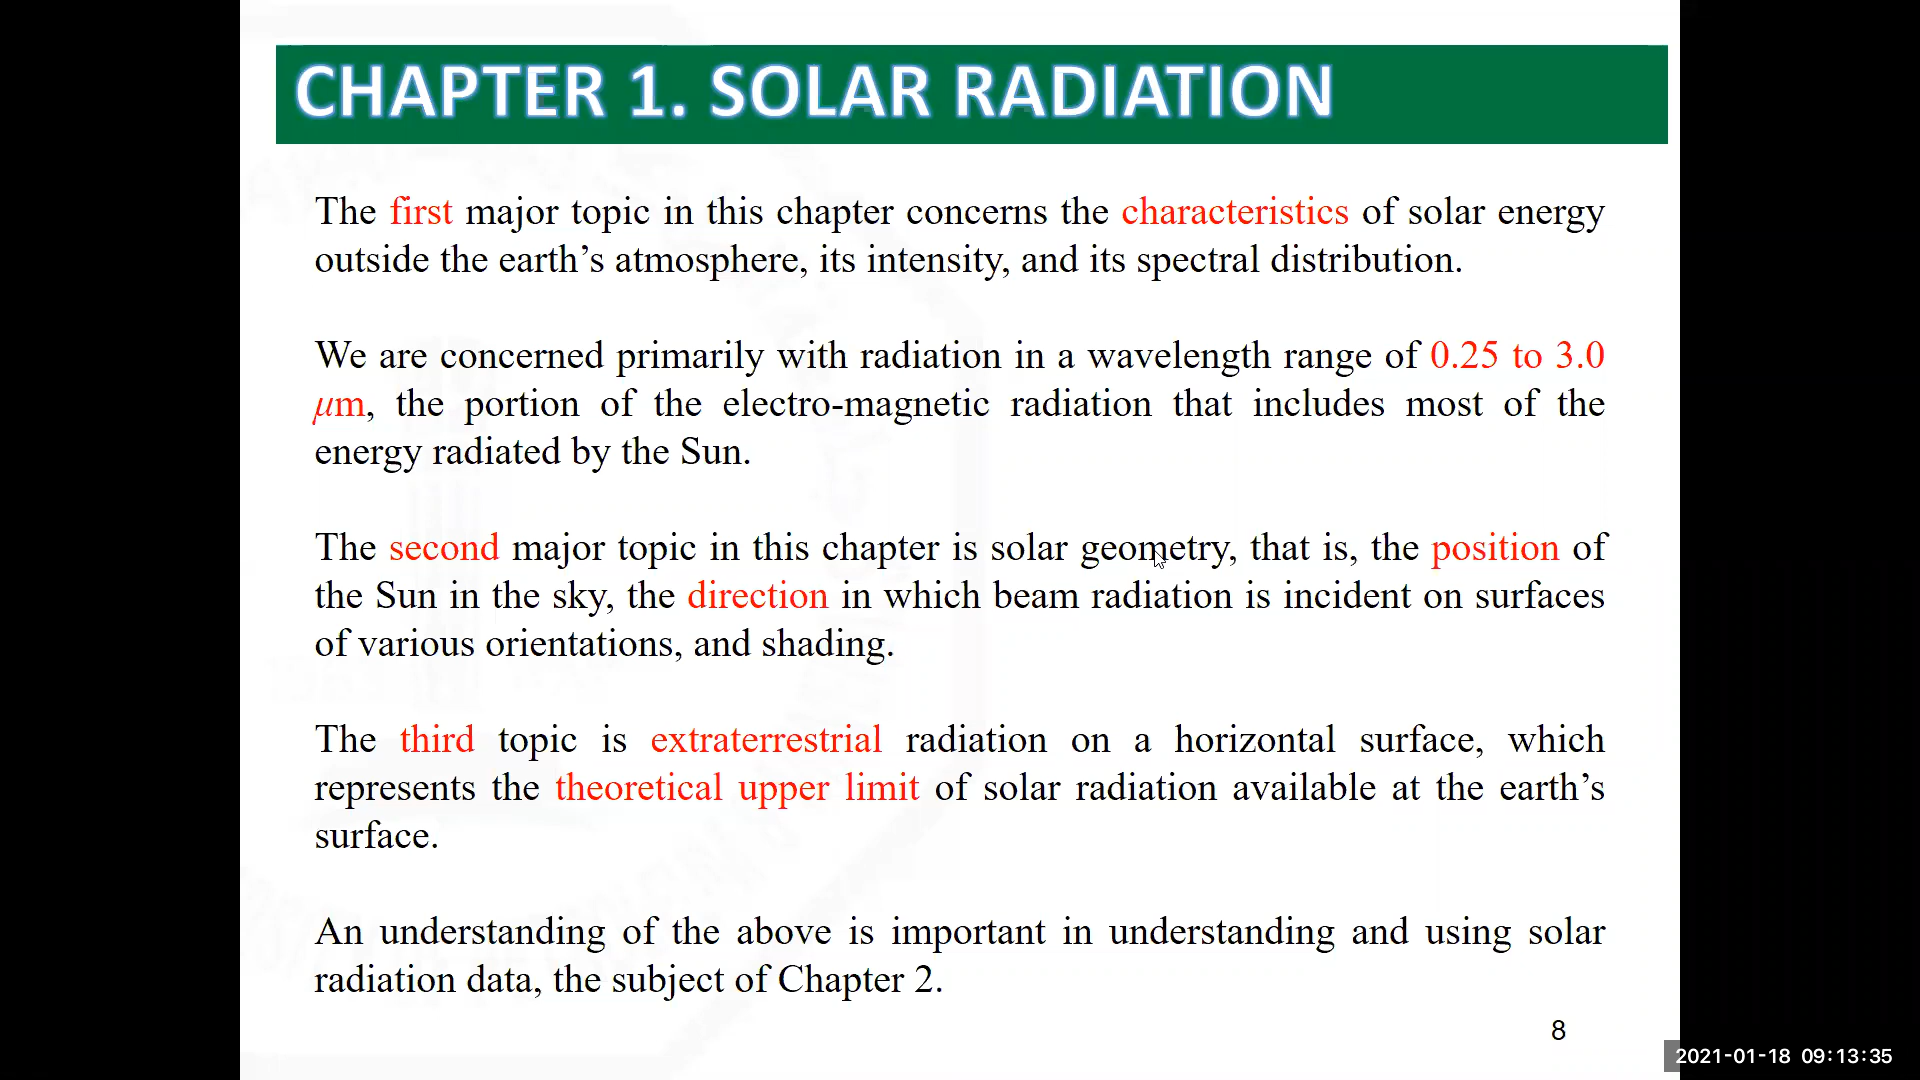 CHAPTER 1. SOLAR RADIATION
The first major topic in this chapter concerns the characteristics of solar energy
outside the earth’s atmosphere, its intensity, and its spectral distribution.
We are concerned primarily with radiation in a wavelength range of 0.25 to 3.0
μm, the portion of the electro-magnetic radiation that includes most of the
energy radiated by the Sun.
The second major topic in this chapter is solar geometry, that is, the position of
the Sun in the sky, the direction in which beam radiation is incident on surfaces
of various orientations, and shading.
The third topic is extraterrestrial radiation on a horizontal surface, which
represents the theoretical upper limit of solar radiation available at the earth’s
surface.
An understanding of the above is important in understanding and using solar
radiation data, the subject of Chapter 2.
8
2021-01-18 09:13:35